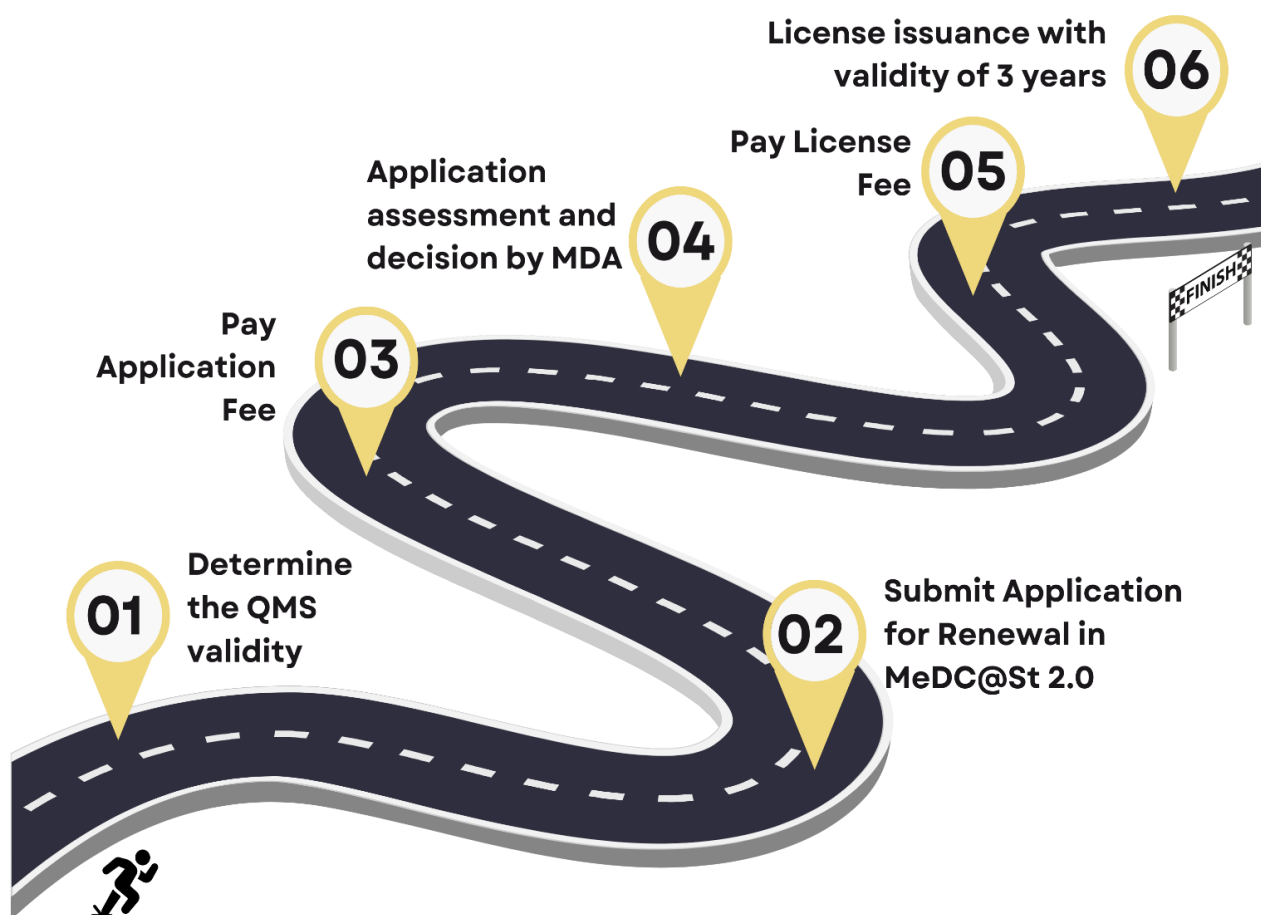 01
Determine
the QMS
validity
02
Submit Application
for Renewal in
MeDC@St 2.0
03
Pay
Application
Fee
04
Application
assessment and
decision by MDA
05
Pay License
Fee
06
License issuance with
validity of 3 years
FINISH